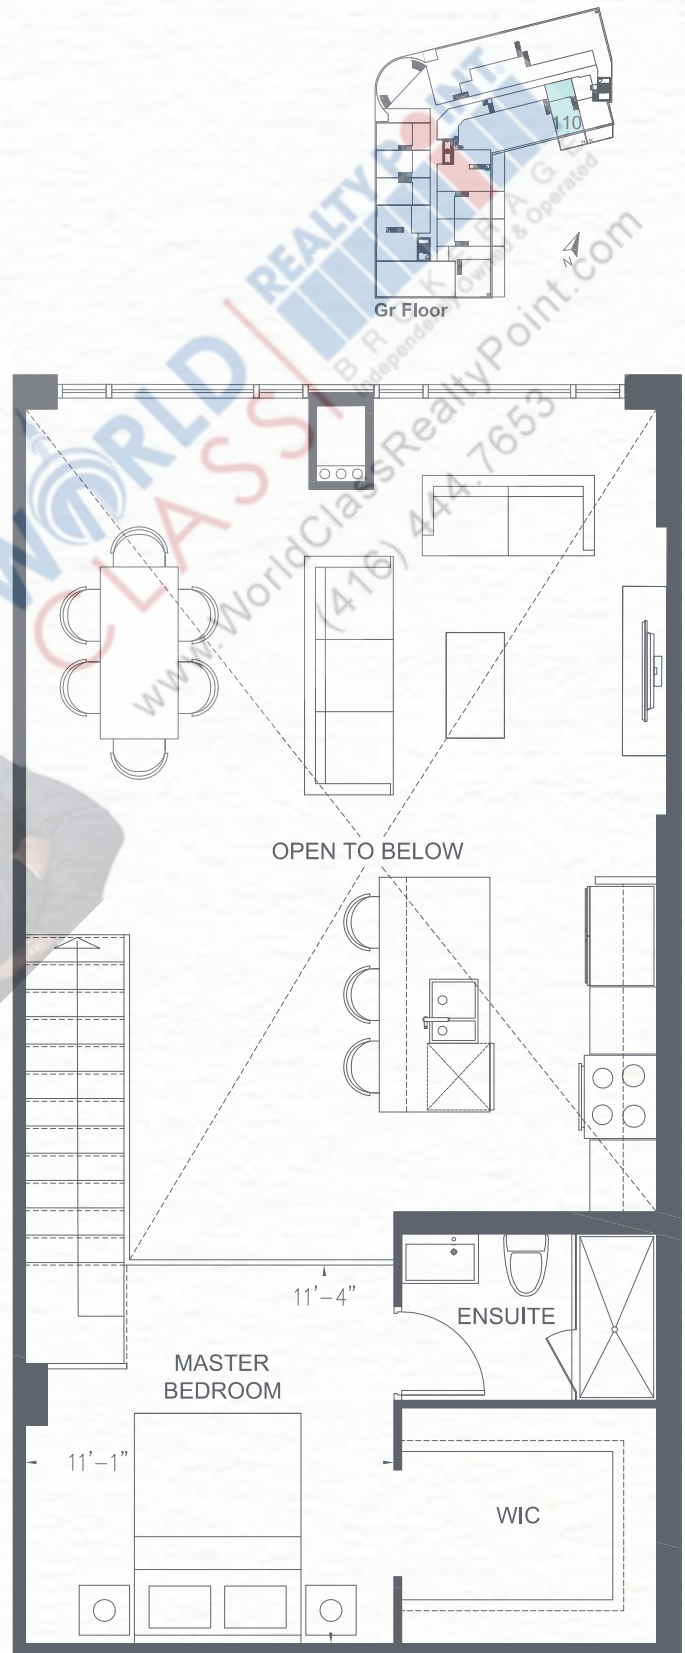 110
N
Gr Floor
WORLD CLASS
REALTY POINT
BROKERAGE
Independently Owned & Operated
www.WorldClassRealtyPoint.com
(416) 444.7653
OPEN TO BELOW
11'-4"
ENSUITE
MASTER
BEDROOM
11'-1"
WIC